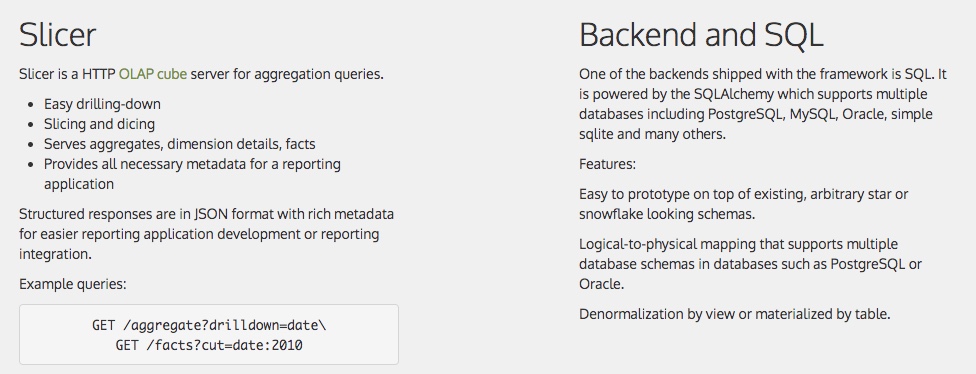 Slicer
Slicer is a HTTP OLAP cube server for aggregation queries.
• Easy drilling-down
• Slicing and dicing
• Serves aggregates, dimension details, facts
• Provides all necessary metadata for a reporting
application
Structured responses are in JSON format with rich metadata
for easier reporting application development or reporting
integration.
Example queries:
GET /aggregate?drilldown=date\
GET /facts?cut=date:2010
Backend and SQL
One of the backends shipped with the framework is SQL. It
is powered by the SQLAlchemy which supports multiple
databases including PostgreSQL, MySQL, Oracle, simple
sqlite and many others.
Features:
Easy to prototype on top of existing, arbitrary star or
snowflake looking schemas.
Logical-to-physical mapping that supports multiple
database schemas in databases such as PostgreSQL or
Oracle.
Denormalization by view or materialized by table.